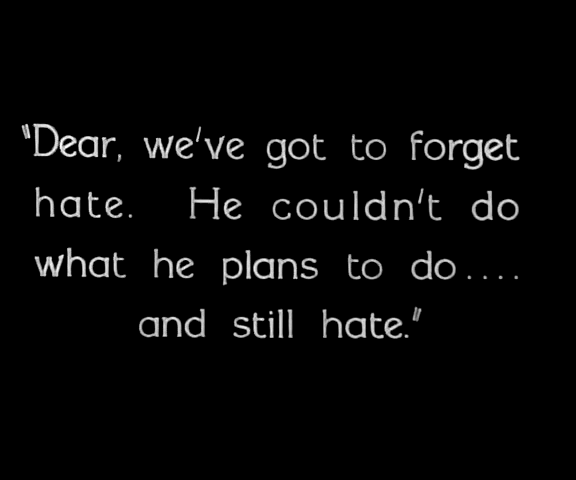 "Dear, we've got to forget
hate. He couldn't do
what he plans to do....
and still hate."